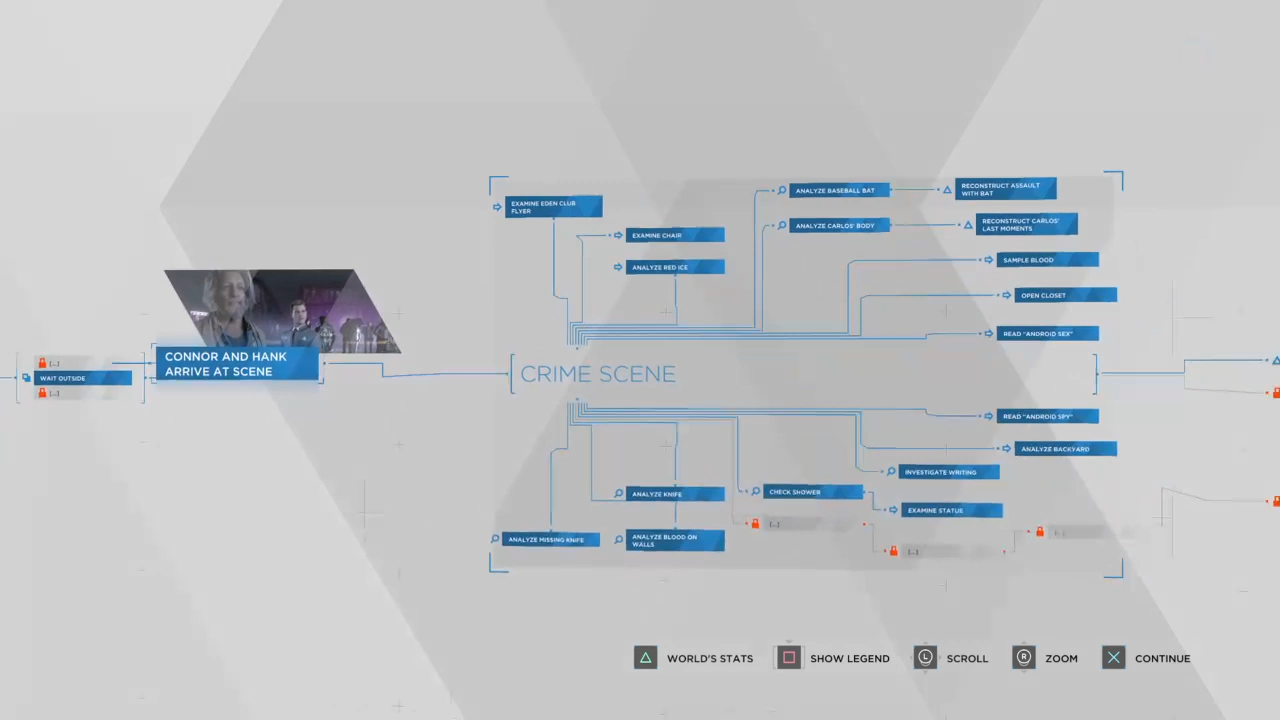 [...]
WAIT OUTSIDE
[...]
CONNOR AND HANK
ARRIVE AT SCENE
EXAMINE EDEN CLUB
FLYER
EXAMINE CHAIR
ANALYZE RED ICE
ANALYZE BASEBALL BAT
RECONSTRUCT ASSAULT
WITH BAT
ANALYZE CARLOS' BODY
RECONSTRUCT CARLOS'
LAST MOMENTS
SAMPLE BLOOD
OPEN CLOSET
READ "ANDROID SEX"
CRIME SCENE
READ "ANDROID SPY"
ANALYZE BACKYARD
INVESTIGATE WRITING
ANALYZE KNIFE
CHECK SHOWER
EXAMINE STATUS
[...]
ANALYZE MISSING KNIFE
ANALYZE BLOOD ON
WALLS
[...]
[...]
WORLD'S STATS
SHOW LEGEND
L
SCROLL
R
ZOOM
CONTINUE